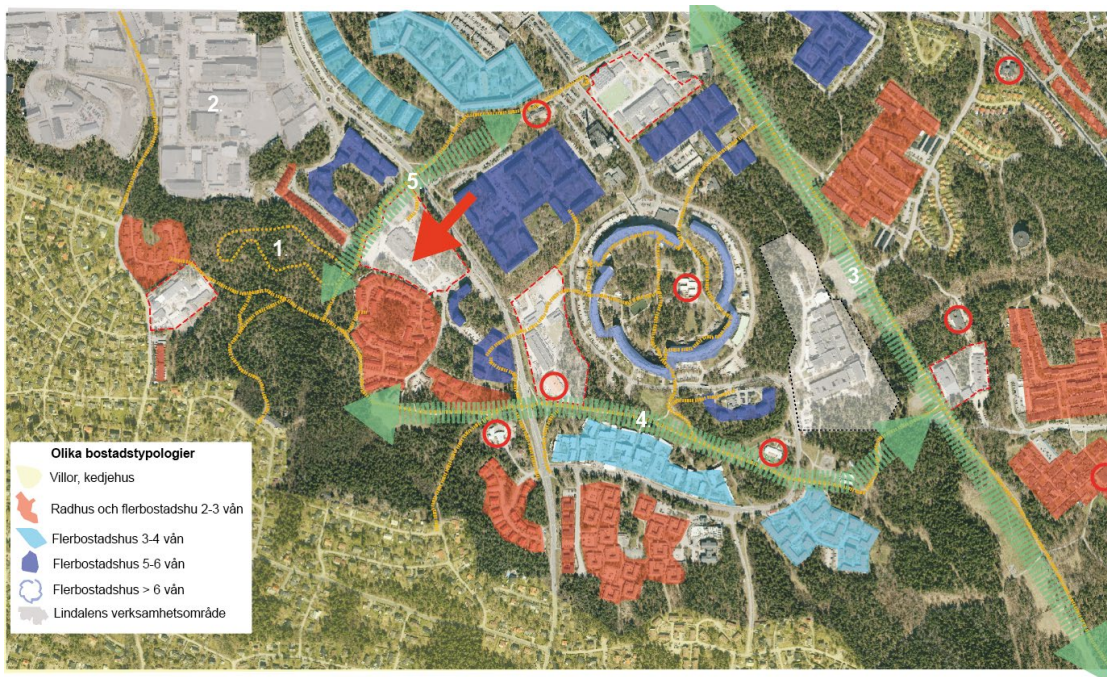 2.
5.
1
3
4
Olika bostadstypologier
Villor, kedjehus
Radhus och flerbostadshu 2-3 vån
Flerbostadshus 3-4 vån
Flerbostadshus 5-6 vån
Flerbostadshus > 6 vån
Lindalens verksamhetsområde